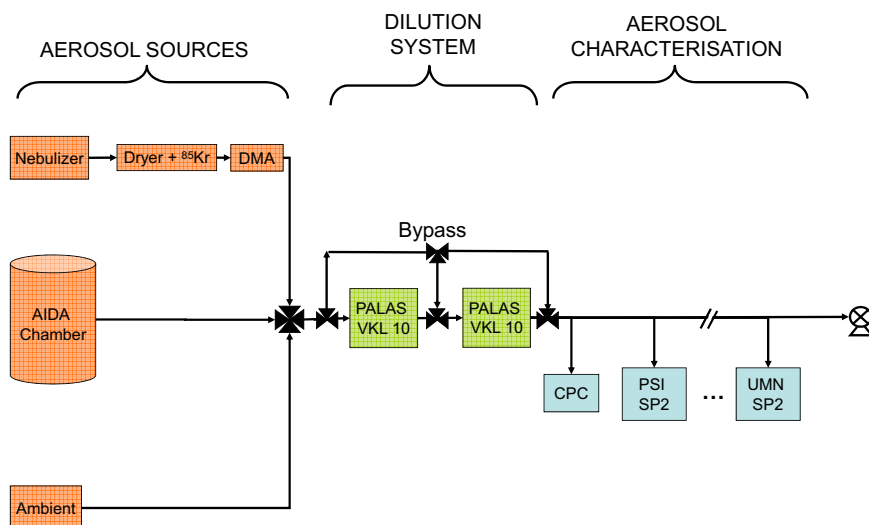 AEROSOL SOURCES
DILUTION
SYSTEM
AEROSOL
CHARACTERISATION
Nebulizer
Dryer + ⁸⁵Kr
DMA
Bypass
AIDA
Chamber
PALAS
VKL 10
PALAS
VKL 10
CPC
PSI
SP2
...
UMN
SP2
Ambient